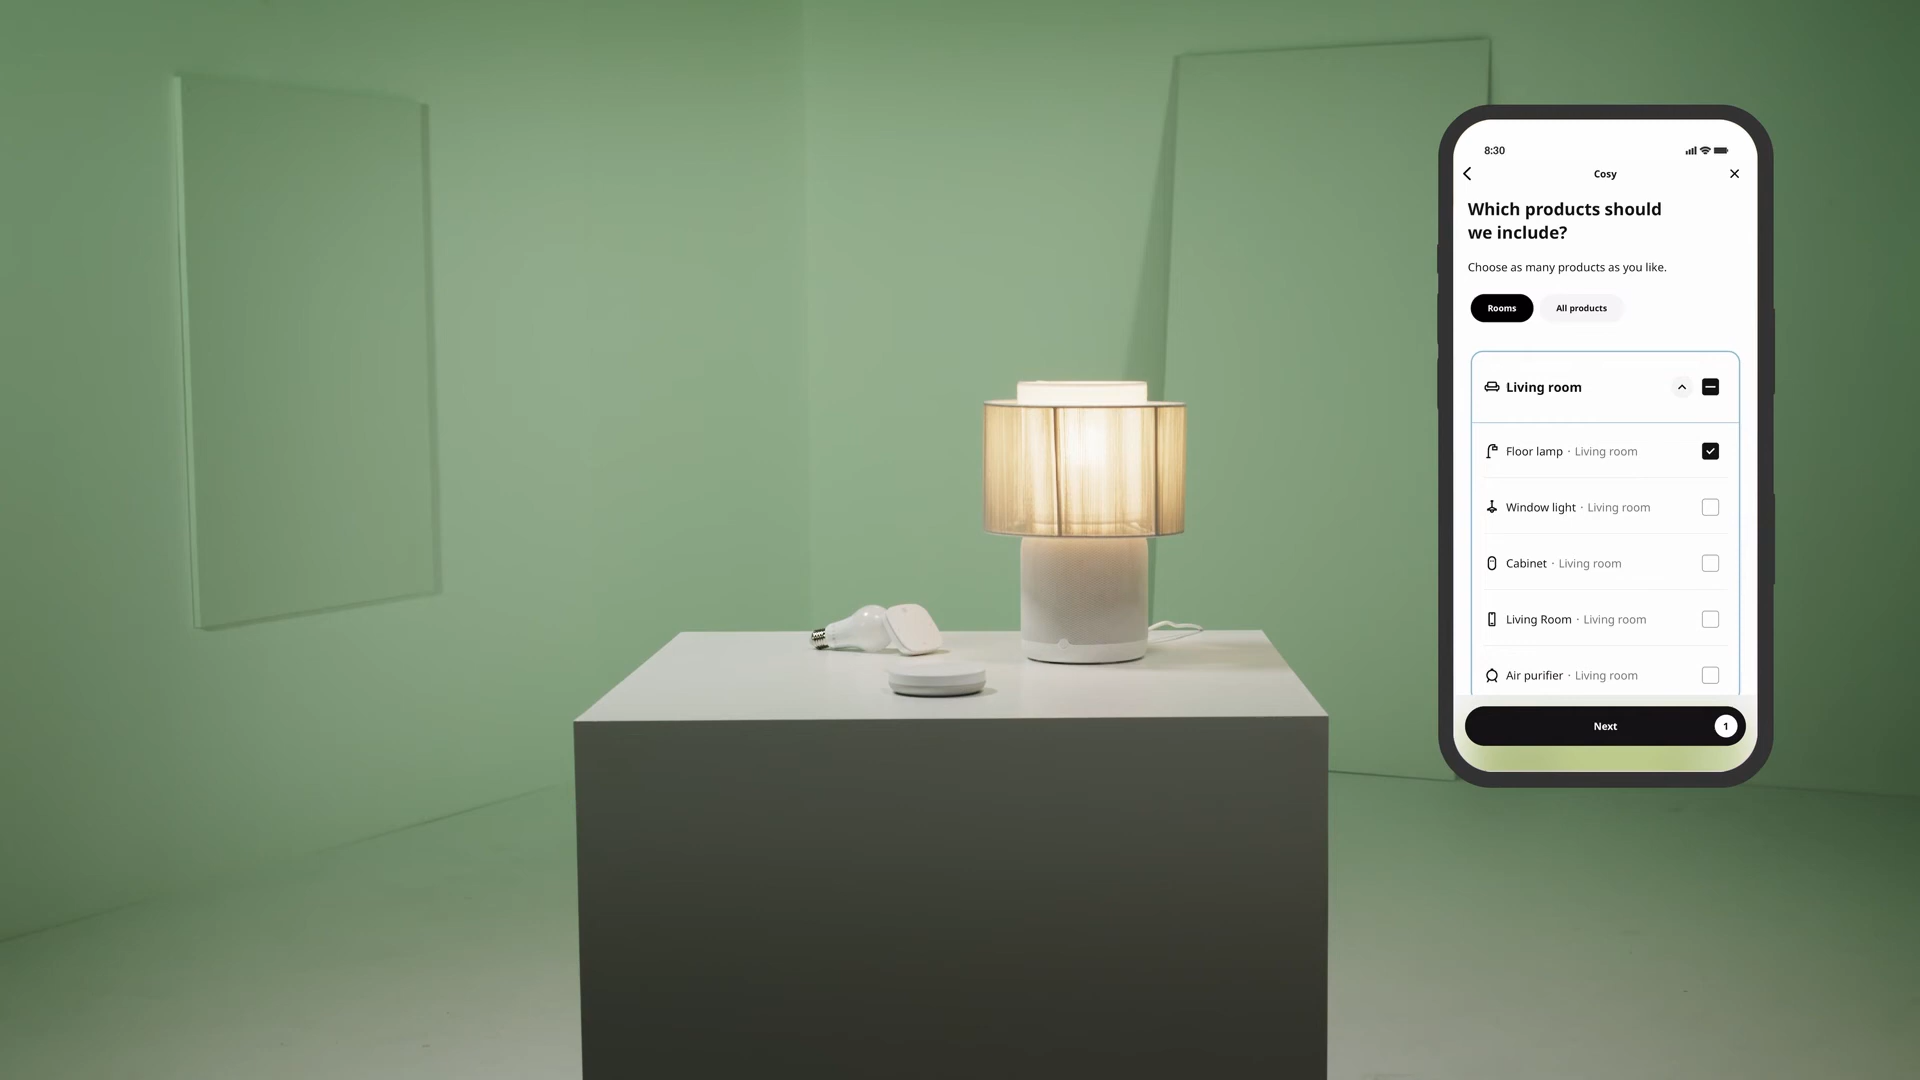 8:30
Cosy
Which products should
we include?
Choose as many products as you like.
Rooms
All products
Living room
Floor lamp · Living room
Window light · Living room
Cabinet · Living room
Living Room · Living room
Air purifier · Living room
Next
1